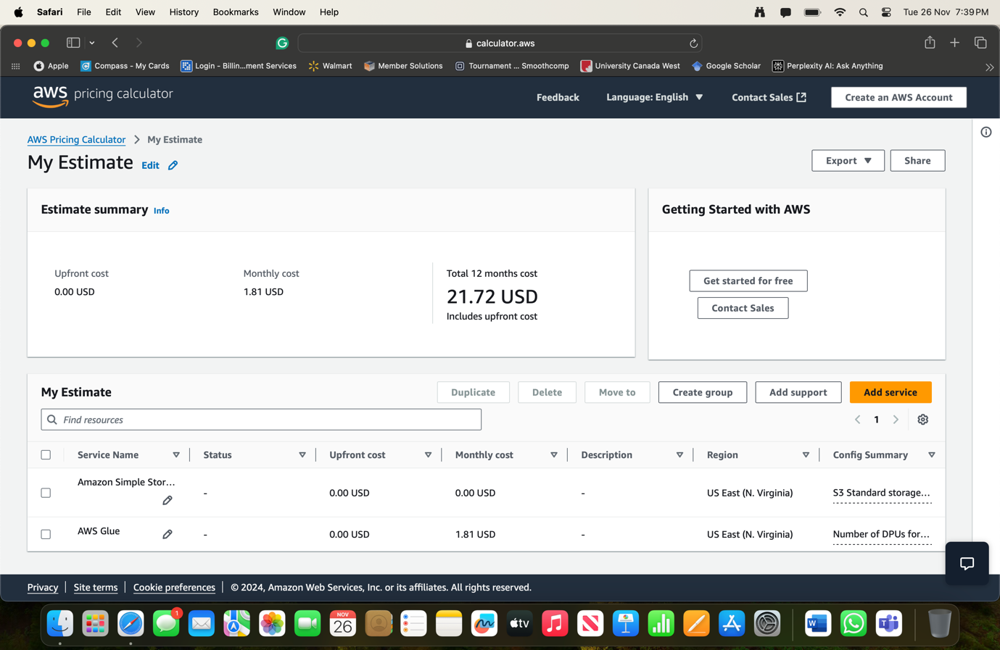 Safari File Edit View History Bookmarks Window Help Tue 26 Nov 7:39 PM
calculator.aws
Apple Compass - My Cards Login - Billin...ment Services Walmart Member Solutions Tournament ... Smoothcomp University Canada West Google Scholar Perplexity AI: Ask Anything
aws pricing calculator Feedback Language: English Contact Sales Create an AWS Account
AWS Pricing Calculator > My Estimate
My Estimate Edit Export Share
Estimate summary Info
Upfront cost
0.00 USD
Monthly cost
1.81 USD
Total 12 months cost
21.72 USD
Includes upfront cost
Getting Started with AWS
Get started for free
Contact Sales
My Estimate Duplicate Delete Move to Create group Add support Add service
Find resources 1
Service Name Status Upfront cost Monthly cost Description Region Config Summary
Amazon Simple Stor... - 0.00 USD 0.00 USD - US East (N. Virginia) S3 Standard storage...
AWS Glue - 0.00 USD 1.81 USD - US East (N. Virginia) Number of DPUs for...
Privacy | Site terms | Cookie preferences | © 2024, Amazon Web Services, Inc. or its affiliates. All rights reserved.
1
NOV
26
tv
W
T